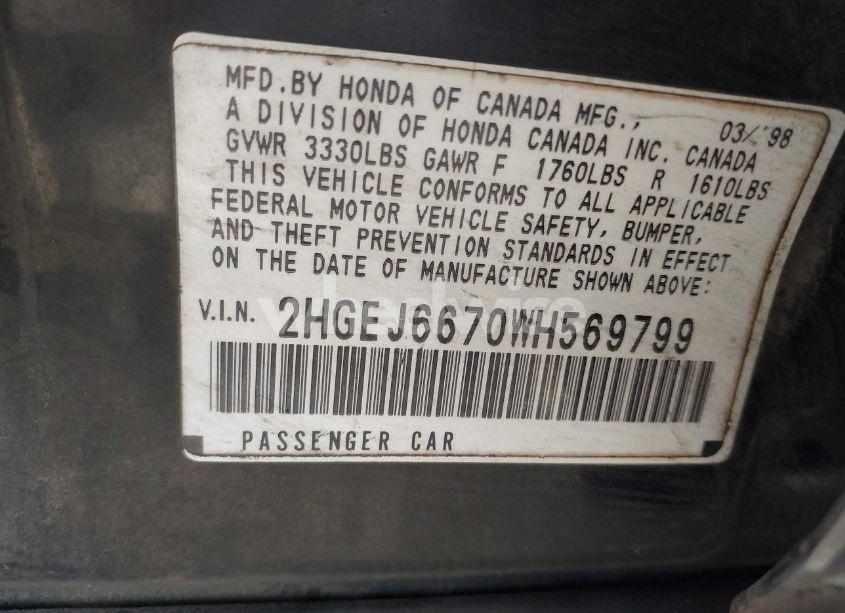 MFD.BY HONDA OF CANADA MFG., 03/'98
A DIVISION OF HONDA CANADA INC. CANADA
GVWR 3330LBS GAWR F 1760LBS R 1610LBS
THIS VEHICLE CONFORMS TO ALL APPLICABLE
FEDERAL MOTOR VEHICLE SAFETY, BUMPER,
AND THEFT PREVENTION STANDARDS IN EFFECT
ON THE DATE OF MANUFACTURE SHOWN ABOVE:
V.I.N. 2HGEJ6670WH569799
PASSENGER CAR